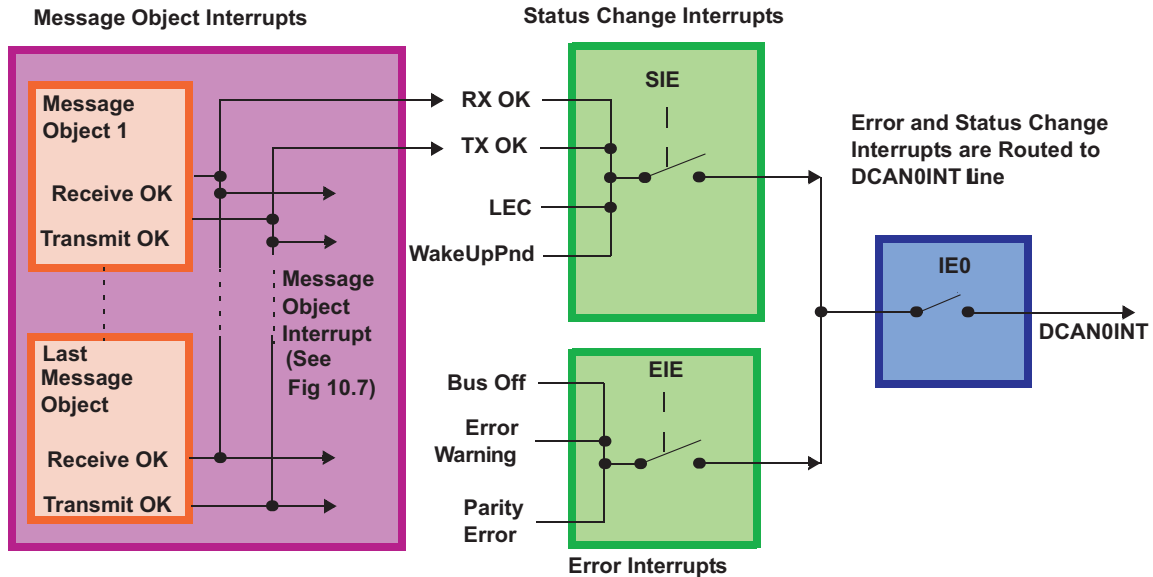 Message Object Interrupts
Status Change Interrupts
Message
Object 1
Receive OK
Transmit OK
Message
Object
Interrupt
(See
Fig 10.7)
Last
Message
Object
Receive OK
Transmit OK
RX OK
TX OK
LEC
WakeUpPnd
SIE
Bus Off
Error
Warning
Parity
Error
EIE
Error Interrupts
Error and Status Change
Interrupts are Routed to
DCAN0INT Line
IE0
DCAN0INT